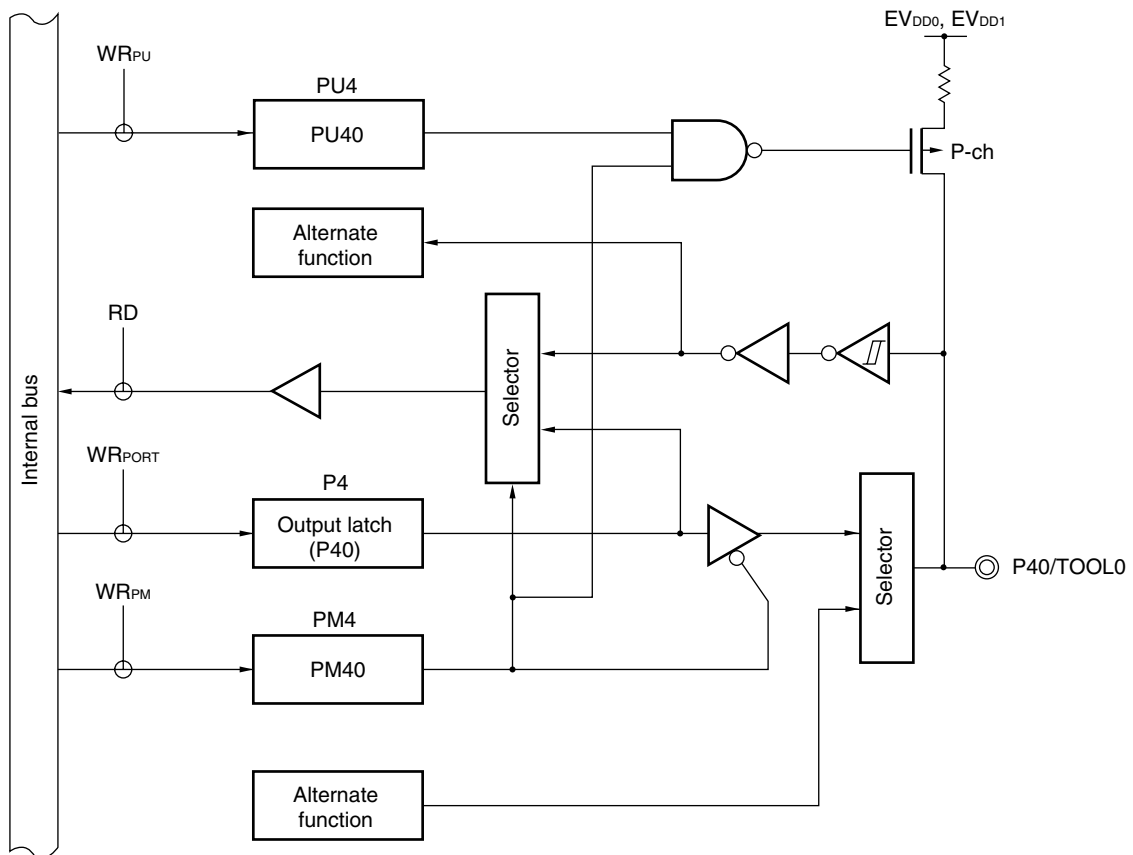 EVDD0, EVDD1
WRPU
PU4
PU40
P-ch
Alternate
function
RD
Selector
Internal bus
WRPORT
P4
Output latch
(P40)
Selector
P40/TOOL0
WRPM
PM4
PM40
Alternate
function